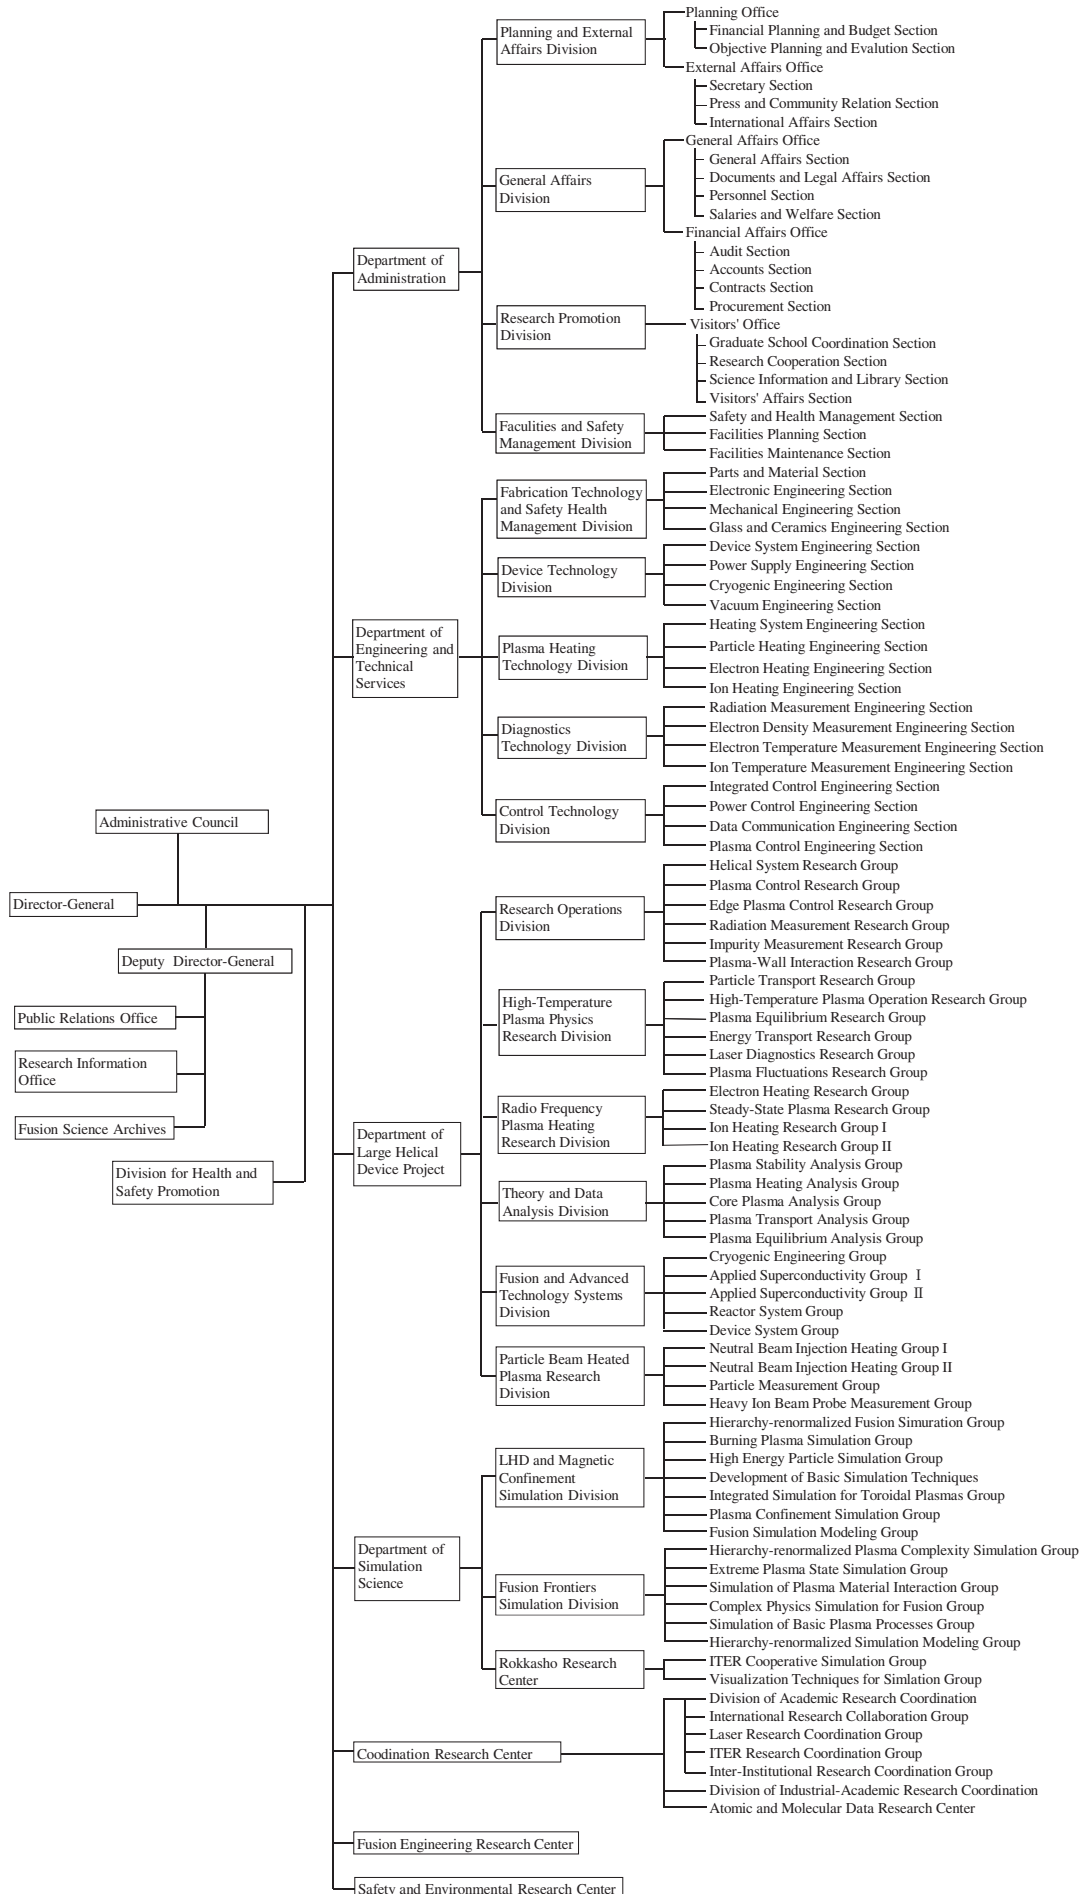 Planning Office
Planning and External
Affairs Division
Financial Planning and Budget Section
Objective Planning and Evalution Section
External Affairs Office
Secretary Section
Press and Community Relation Section
International Affairs Section
General Affairs Office
General Affairs
Division
General Affairs Section
Documents and Legal Affairs Section
Personnel Section
Salaries and Welfare Section
Financial Affairs Office
Department of
Administration
Audit Section
Accounts Section
Contracts Section
Procurement Section
Research Promotion
Division
Visitors' Office
Graduate School Coordination Section
Research Cooperation Section
Science Information and Library Section
Visitors' Affairs Section
Faculities and Safety
Management Division
Safety and Health Management Section
Facilities Planning Section
Facilities Maintenance Section
Fabrication Technology
and Safety Health
Management Division
Parts and Material Section
Electronic Engineering Section
Mechanical Engineering Section
Glass and Ceramics Engineering Section
Device Technology
Division
Device System Engineering Section
Power Supply Engineering Section
Cryogenic Engineering Section
Vacuum Engineering Section
Department of
Engineering and
Technical
Services
Plasma Heating
Technology Division
Heating System Engineering Section
Particle Heating Engineering Section
Electron Heating Engineering Section
Ion Heating Engineering Section
Diagnostics
Technology Division
Radiation Measurement Engineering Section
Electron Density Measurement Engineering Section
Electron Temperature Measurement Engineering Section
Ion Temperature Measurement Engineering Section
Control Technology
Division
Integrated Control Engineering Section
Power Control Engineering Section
Data Communication Engineering Section
Plasma Control Engineering Section
Administrative Council
Director-General
Deputy Director-General
Public Relations Office
Research Information
Office
Fusion Science Archives
Division for Health and
Safety Promotion
Research Operations
Division
Helical System Research Group
Plasma Control Research Group
Edge Plasma Control Research Group
Radiation Measurement Research Group
Impurity Measurement Research Group
Plasma-Wall Interaction Research Group
High-Temperature
Plasma Physics
Research Division
Particle Transport Research Group
High-Temperature Plasma Operation Research Group
Plasma Equilibrium Research Group
Energy Transport Research Group
Laser Diagnostics Research Group
Plasma Fluctuations Research Group
Department of
Large Helical
Device Project
Radio Frequency
Plasma Heating
Research Division
Electron Heating Research Group
Steady-State Plasma Research Group
Ion Heating Research Group I
Ion Heating Research Group II
Theory and Data
Analysis Division
Plasma Stability Analysis Group
Plasma Heating Analysis Group
Core Plasma Analysis Group
Plasma Transport Analysis Group
Plasma Equilibrium Analysis Group
Fusion and Advanced
Technology Systems
Division
Cryogenic Engineering Group
Applied Superconductivity Group Ⅰ
Applied Superconductivity Group Ⅱ
Reactor System Group
Device System Group
Particle Beam Heated
Plasma Research
Division
Neutral Beam Injection Heating Group I
Neutral Beam Injection Heating Group II
Particle Measurement Group
Heavy Ion Beam Probe Measurement Group
LHD and Magnetic
Confinement
Simulation Division
Hierarchy-renormalized Fusion Simuration Group
Burning Plasma Simulation Group
High Energy Particle Simulation Group
Development of Basic Simulation Techniques
Integrated Simulation for Toroidal Plasmas Group
Plasma Confinement Simulation Group
Fusion Simulation Modeling Group
Department of
Simulation
Science
Fusion Frontiers
Simulation Division
Hierarchy-renormalized Plasma Complexity Simulation Group
Extreme Plasma State Simulation Group
Simulation of Plasma Material Interaction Group
Complex Physics Simulation for Fusion Group
Simulation of Basic Plasma Processes Group
Hierarchy-renormalized Simulation Modeling Group
Rokkasho Research
Center
ITER Cooperative Simulation Group
Visualization Techniques for Simlation Group
Coodination Research Center
Division of Academic Research Coordination
International Research Collaboration Group
Laser Research Coordination Group
ITER Research Coordination Group
Inter-Institutional Research Coordination Group
Division of Industrial-Academic Research Coordination
Atomic and Molecular Data Research Center
Fusion Engineering Research Center
Safety and Environmental Research Center